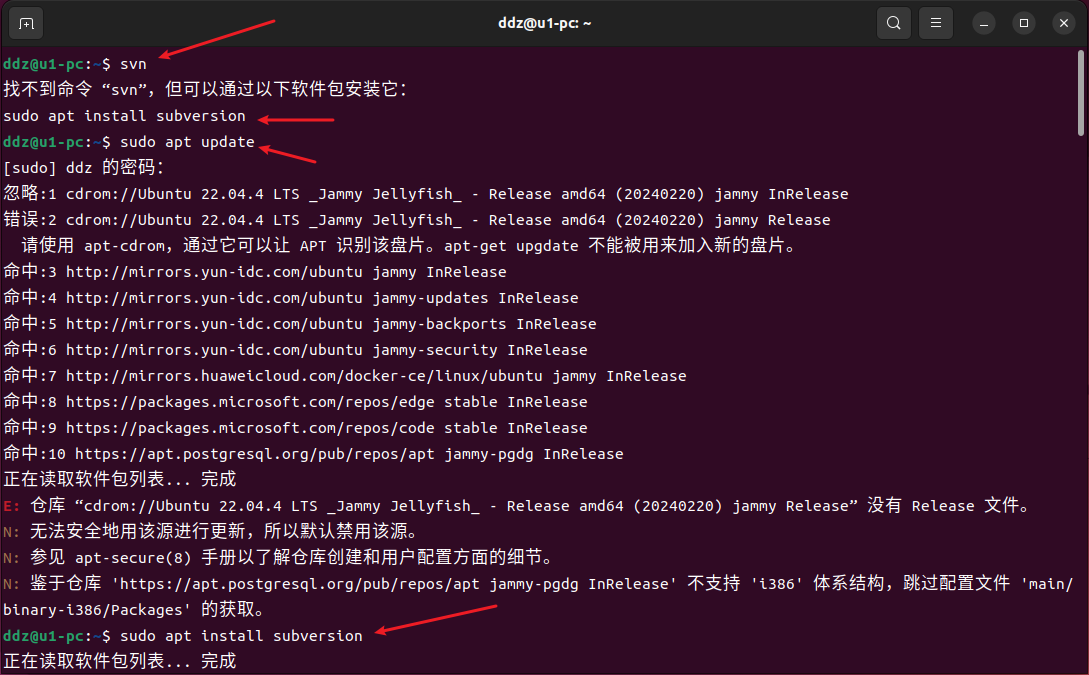 ddz@u1-pc: ~
ddz@u1-pc:~$ svn
找不到命令 “svn”，但可以通过以下软件包安装它：
sudo apt install subversion
ddz@u1-pc:~$ sudo apt update
[sudo] ddz 的密码：
忽略:1 cdrom://Ubuntu 22.04.4 LTS _Jammy Jellyfish_ - Release amd64 (20240220) jammy InRelease
错误:2 cdrom://Ubuntu 22.04.4 LTS _Jammy Jellyfish_ - Release amd64 (20240220) jammy Release
  请使用 apt-cdrom，通过它可以让 APT 识别该盘片。apt-get upgdate 不能被用来加入新的盘片。
命中:3 http://mirrors.yun-idc.com/ubuntu jammy InRelease
命中:4 http://mirrors.yun-idc.com/ubuntu jammy-updates InRelease
命中:5 http://mirrors.yun-idc.com/ubuntu jammy-backports InRelease
命中:6 http://mirrors.yun-idc.com/ubuntu jammy-security InRelease
命中:7 http://mirrors.huaweicloud.com/docker-ce/linux/ubuntu jammy InRelease
命中:8 https://packages.microsoft.com/repos/edge stable InRelease
命中:9 https://packages.microsoft.com/repos/code stable InRelease
命中:10 https://apt.postgresql.org/pub/repos/apt jammy-pgdg InRelease
正在读取软件包列表... 完成
E: 仓库 “cdrom://Ubuntu 22.04.4 LTS _Jammy Jellyfish_ - Release amd64 (20240220) jammy Release” 没有 Release 文件。
N: 无法安全地用该源进行更新，所以默认禁用该源。
N: 参见 apt-secure(8) 手册以了解仓库创建和用户配置方面的细节。
N: 鉴于仓库 'https://apt.postgresql.org/pub/repos/apt jammy-pgdg InRelease' 不支持 'i386' 体系结构，跳过配置文件 'main/
binary-i386/Packages' 的获取。
ddz@u1-pc:~$ sudo apt install subversion
正在读取软件包列表... 完成